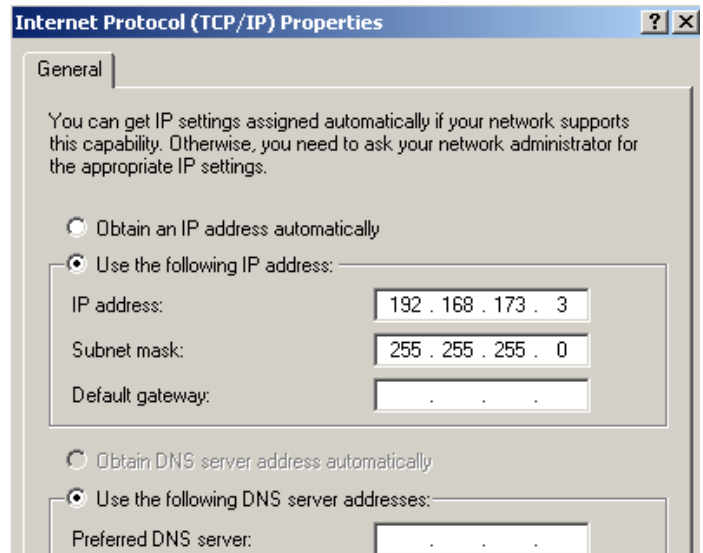 Internet Protocol (TCP/IP) Properties
General
You can get IP settings assigned automatically if your network supports
this capability. Otherwise, you need to ask your network administrator for
the appropriate IP settings.
Obtain an IP address automatically
Use the following IP address:
IP address: 192 . 168 . 173 . 3
Subnet mask: 255 . 255 . 255 . 0
Default gateway: . . .
Obtain DNS server address automatically
Use the following DNS server addresses:
Preferred DNS server: . . .